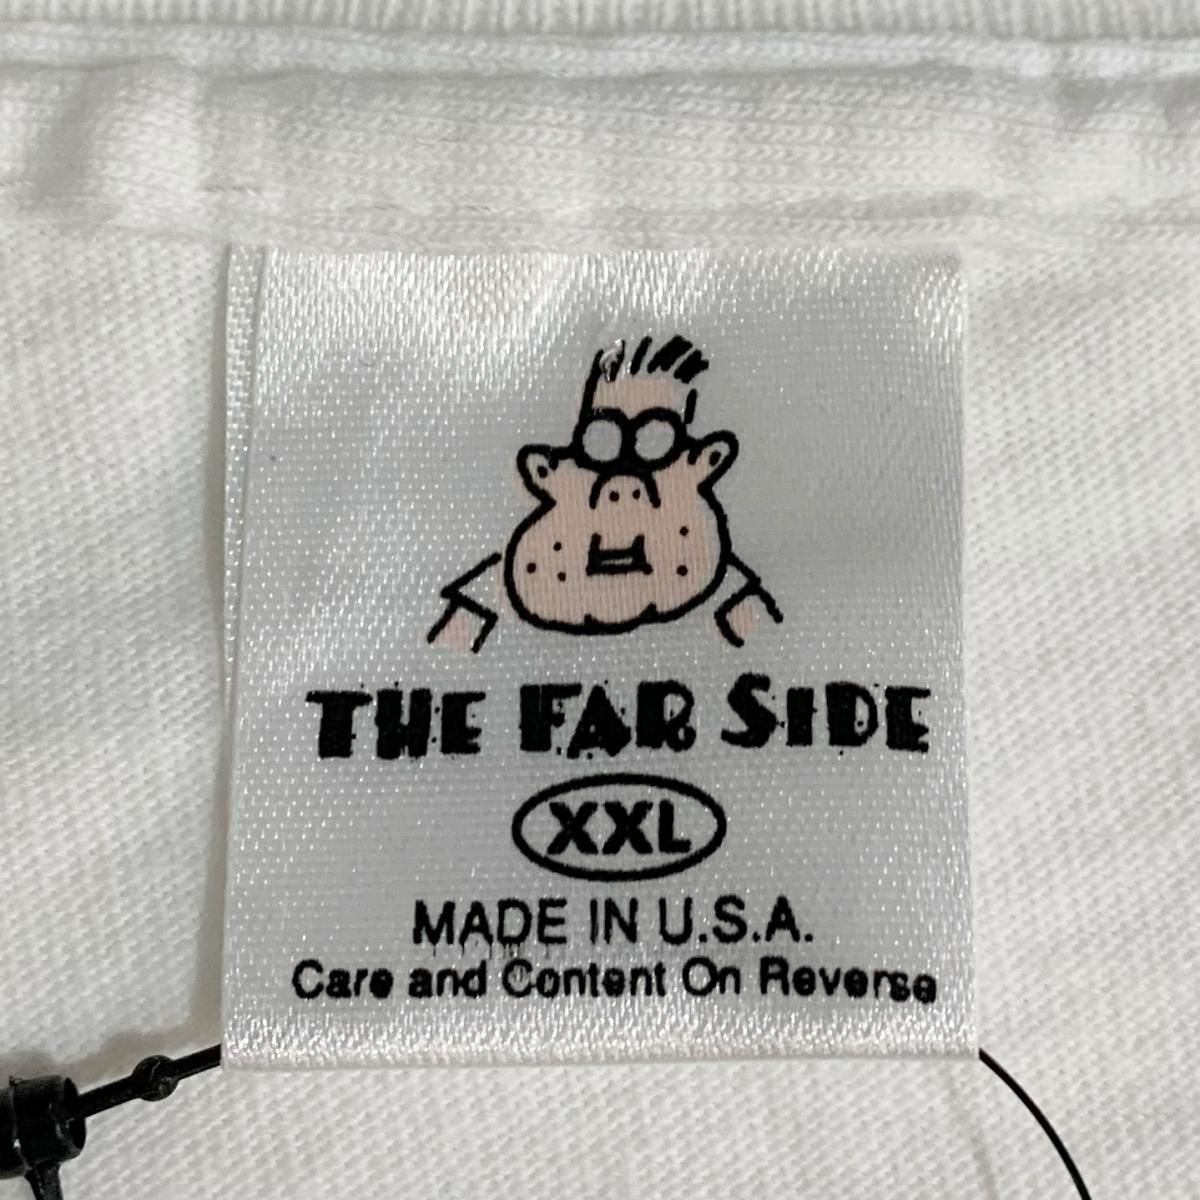 THE FAR SIDE
XXL
MADE IN U.S.A.
Care and Content On Reverse